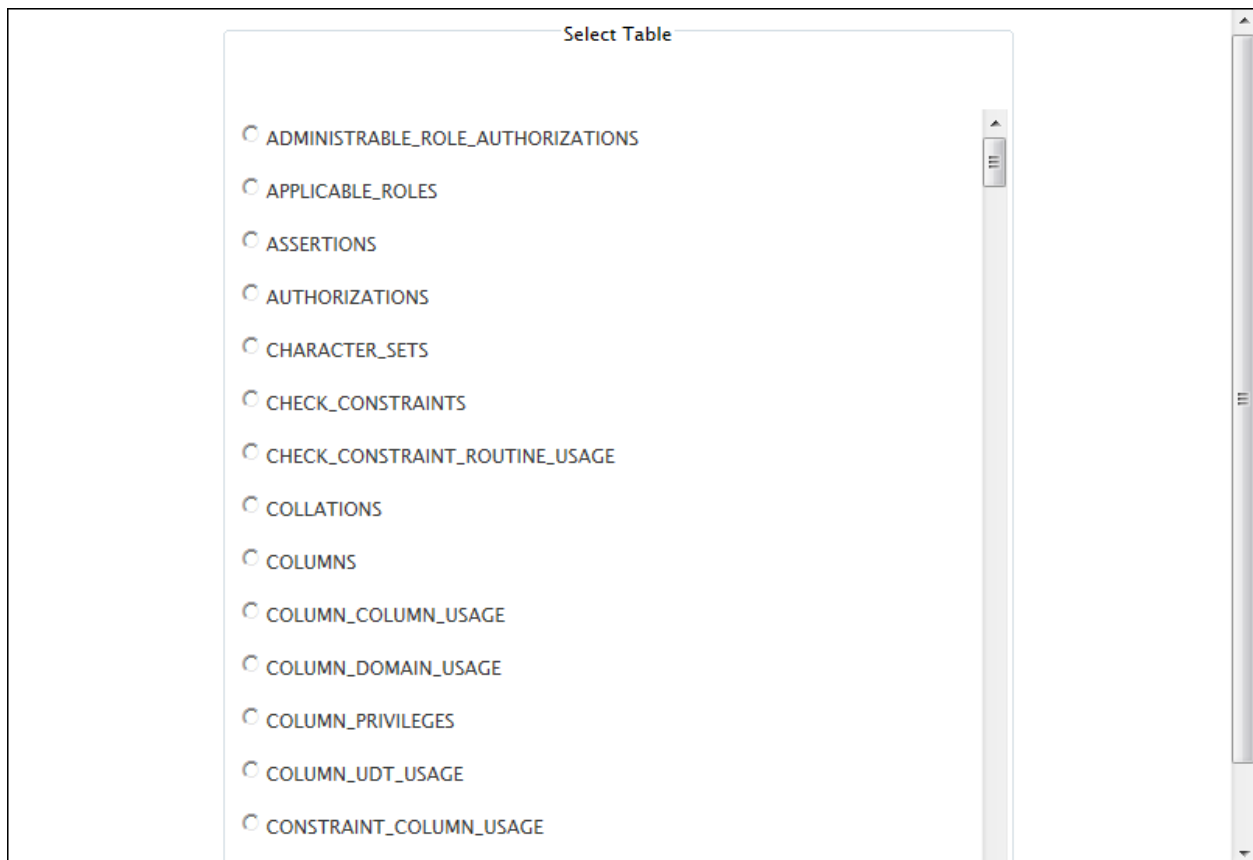 Select Table
ADMINISTRABLE_ROLE_AUTHORIZATIONS
APPLICABLE_ROLES
ASSERTIONS
AUTHORIZATIONS
CHARACTER_SETS
CHECK_CONSTRAINTS
CHECK_CONSTRAINT_ROUTINE_USAGE
COLLATIONS
COLUMNS
COLUMN_COLUMN_USAGE
COLUMN_DOMAIN_USAGE
COLUMN_PRIVILEGES
COLUMN_UDT_USAGE
CONSTRAINT_COLUMN_USAGE